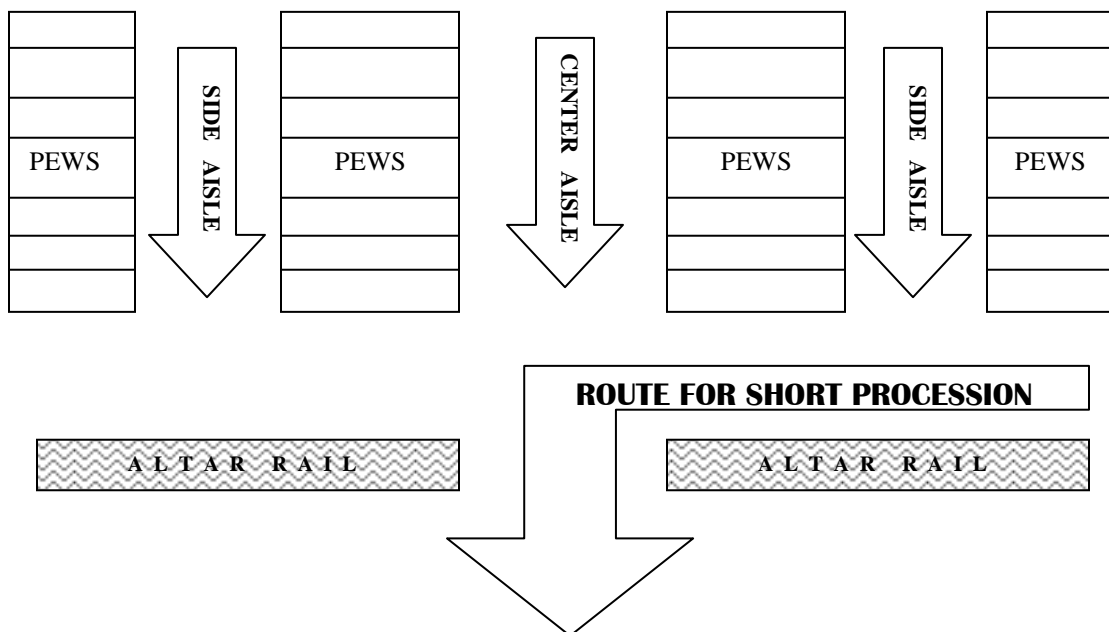 PEWS
SIDE AISLE
PEWS
CENTER AISLE
PEWS
SIDE AISLE
PEWS
ROUTE FOR SHORT PROCESSION
ALTAR RAIL
ALTAR RAIL